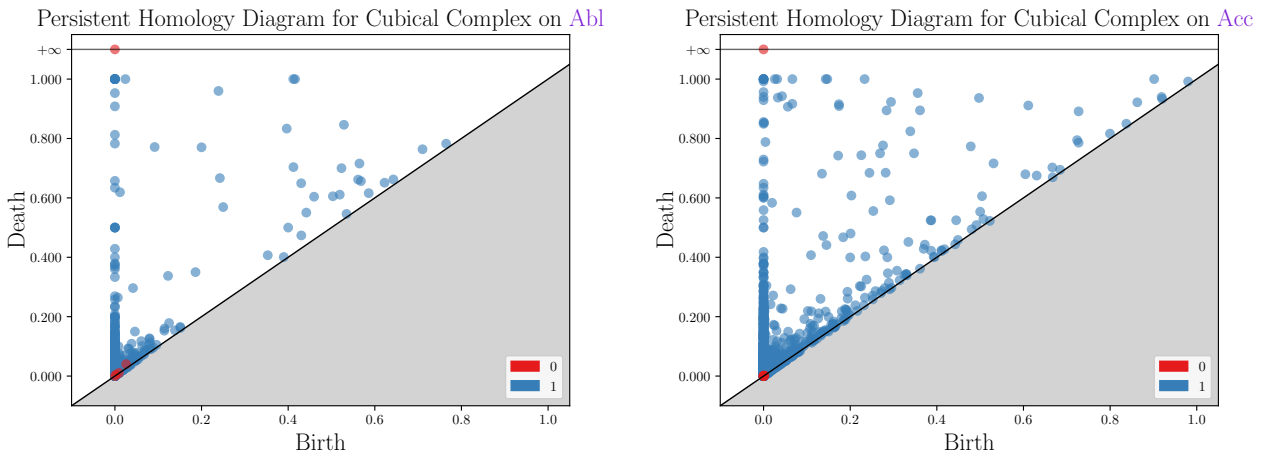 Persistent Homology Diagram for Cubical Complex on Abl
+∞
1.000
0.800
0.600
0.400
0.200
0.000
Death
0.0 0.2 0.4 0.6 0.8 1.0
Birth
0
1
Persistent Homology Diagram for Cubical Complex on Acc
+∞
1.000
0.800
0.600
0.400
0.200
0.000
Death
0.0 0.2 0.4 0.6 0.8 1.0
Birth
0
1